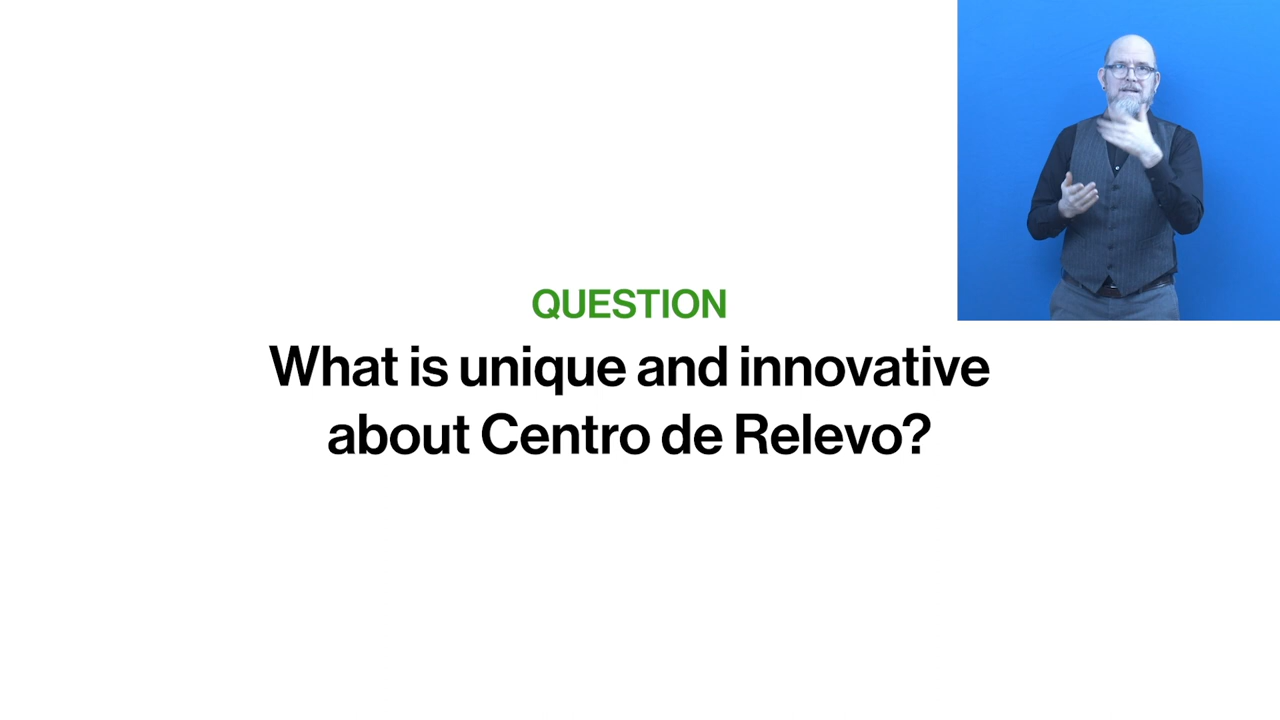 QUESTION
What is unique and innovative
about Centro de Relevo?